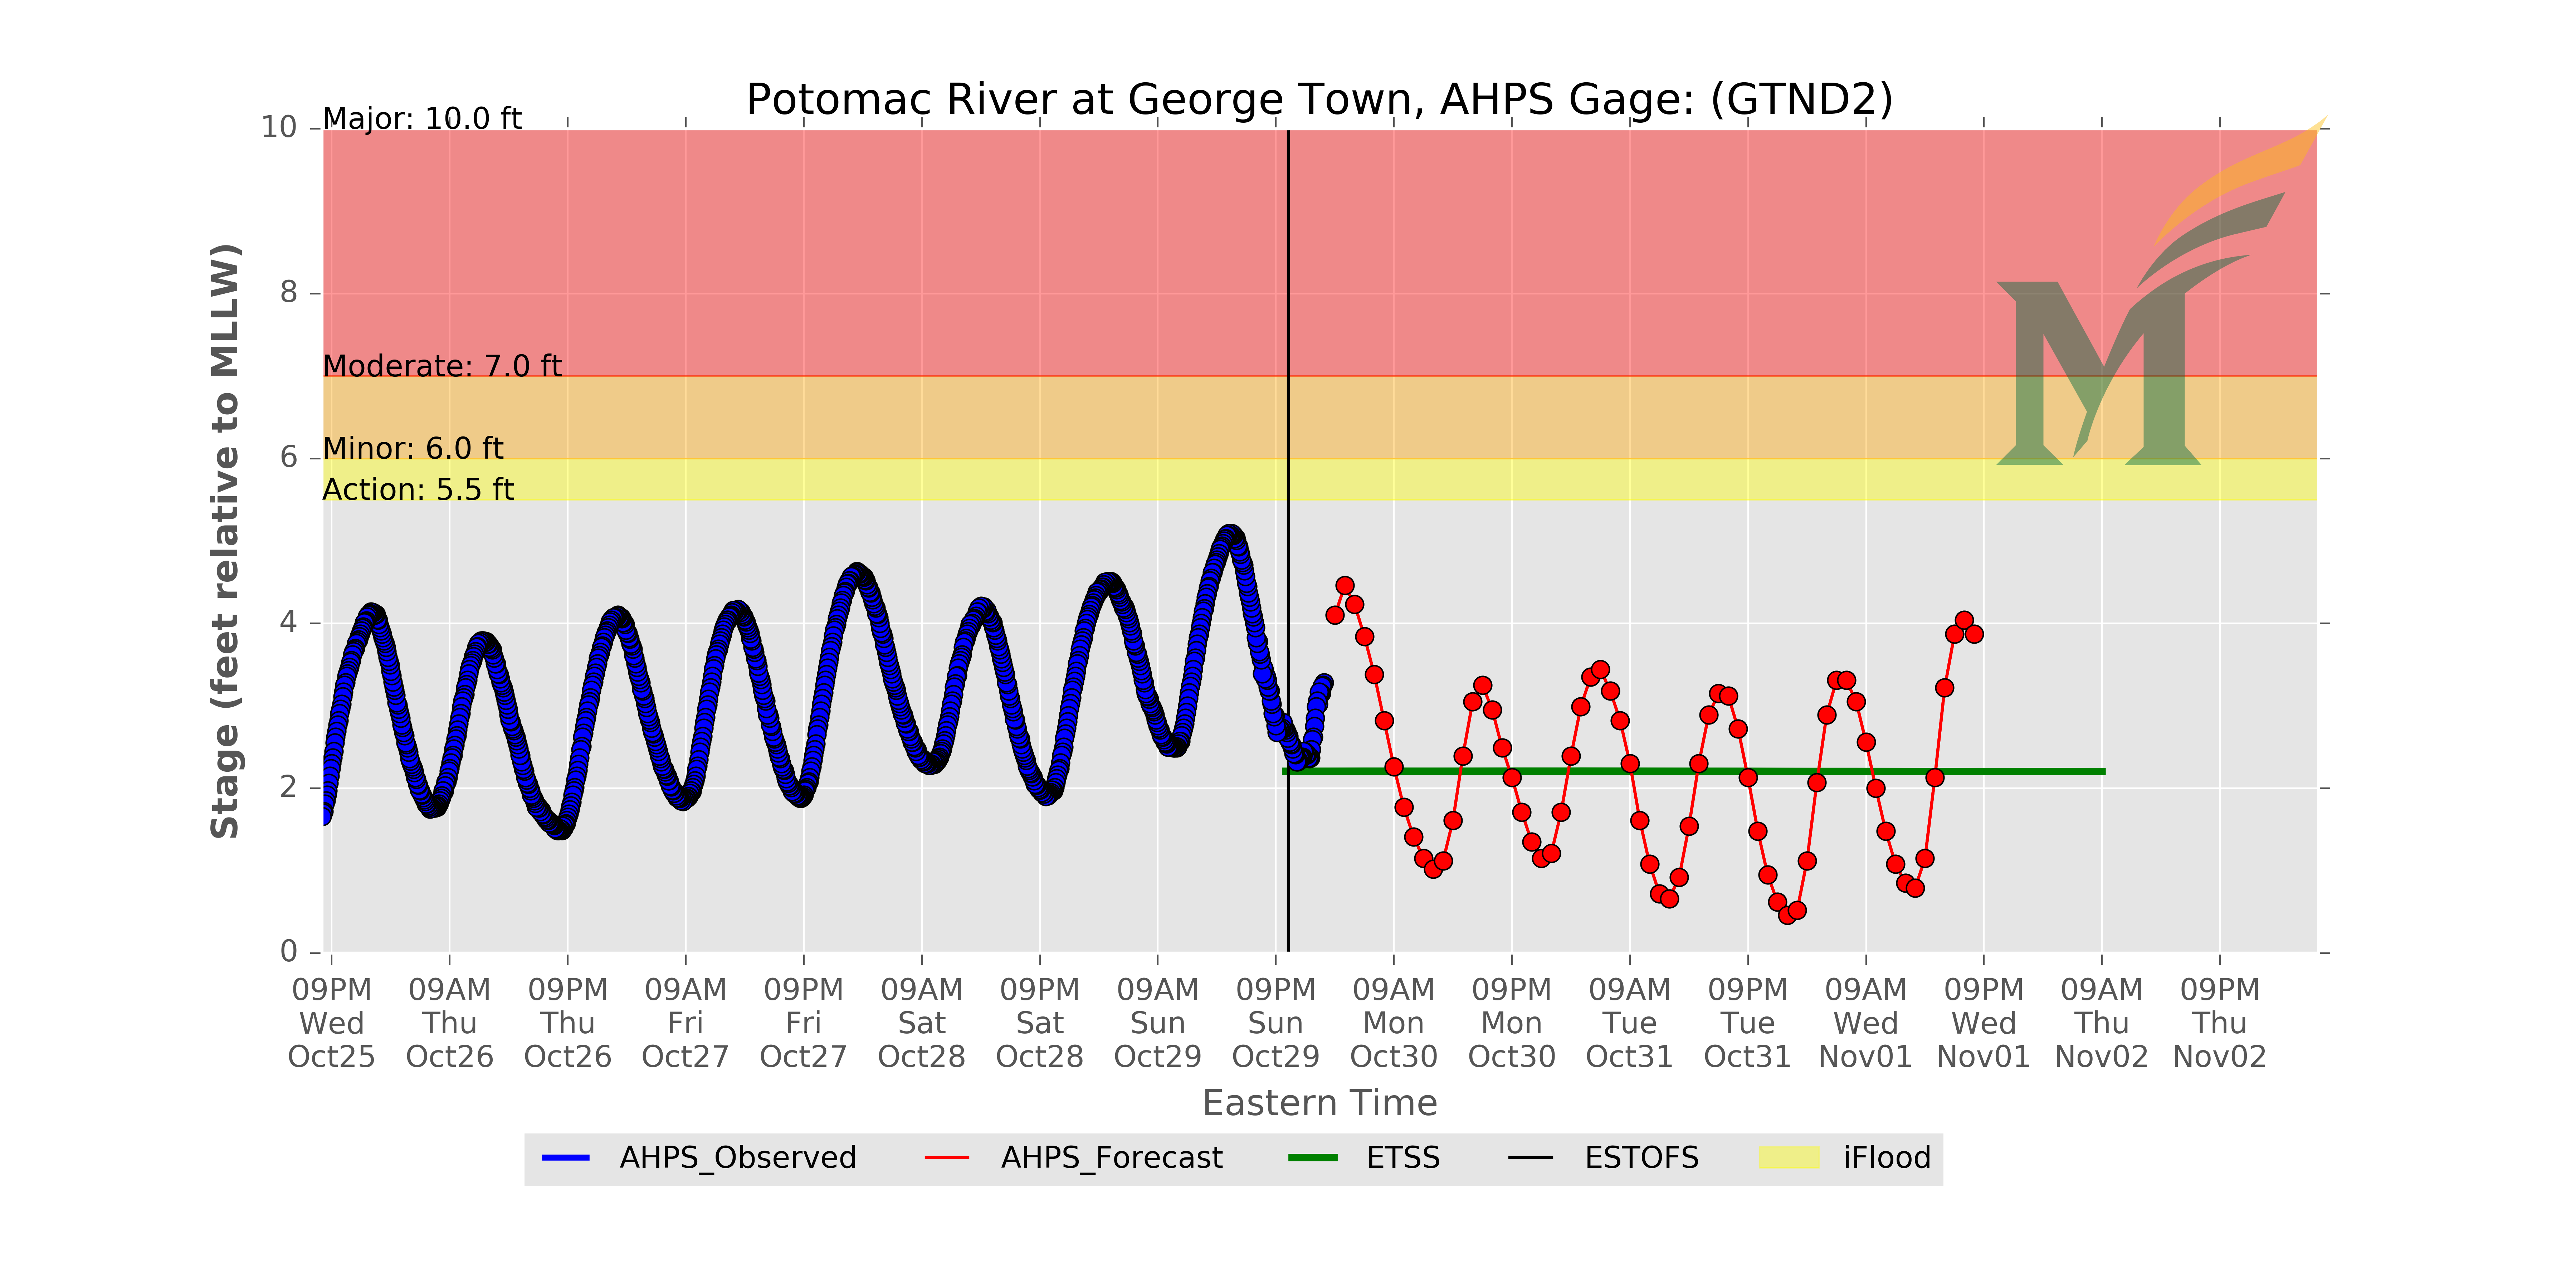 Potomac River at George Town, AHPS Gage: (GTND2)
Major: 10.0 ft
Moderate: 7.0 ft
Minor: 6.0 ft
Action: 5.5 ft
Stage (feet relative to MLLW)
10
8
6
4
2
0
09PM 09AM 09PM 09AM 09PM 09AM 09PM 09AM 09PM 09AM 09PM 09AM 09PM 09AM 09PM 09AM 09PM
Wed Thu Thu Fri Fri Sat Sat Sun Sun Mon Mon Tue Tue Wed Wed Thu Thu
Oct25 Oct26 Oct26 Oct27 Oct27 Oct28 Oct28 Oct29 Oct29 Oct30 Oct30 Oct31 Oct31 Nov01 Nov01 Nov02 Nov02
Eastern Time
AHPS_Observed AHPS_Forecast ETSS ESTOFS iFlood
M